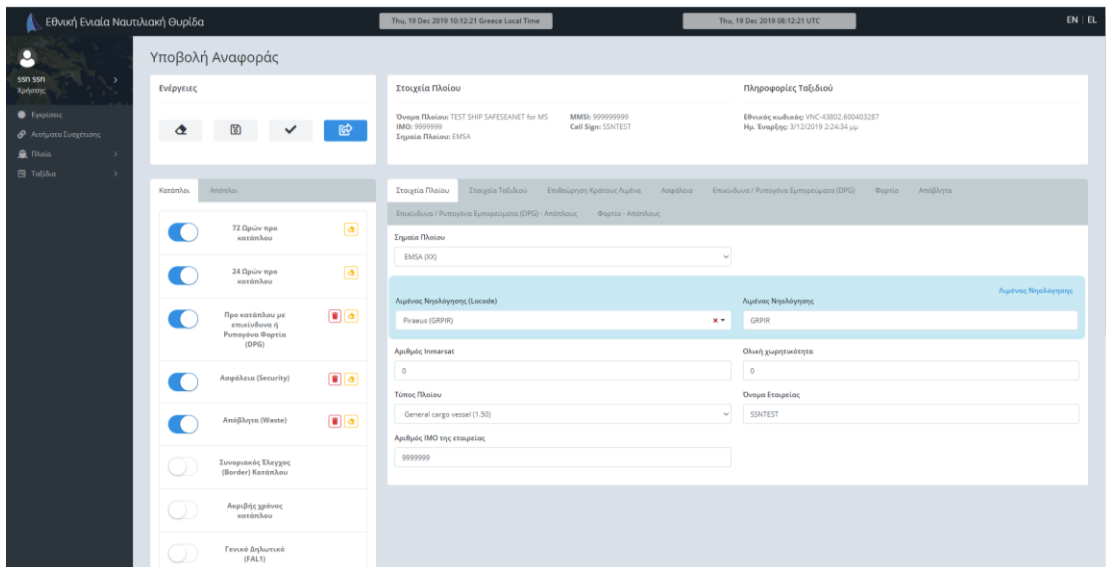 Εθνική Ενιαία Ναυτιλιακή Θυρίδα
Thu, 19 Dec 2019 10:12:21 Greece Local Time
Thu, 19 Dec 2019 08:12:21 UTC
EN | EL
ssn ssn
Χρήστης
Εγκρίσεις
Αιτήματα Συσχέτισης
Πλοία
Ταξίδια
Υποβολή Αναφοράς
Ενέργειες
Στοιχεία Πλοίου
Όνομα Πλοίου: TEST SHIP SAFESEANET for MS
IMO: 9999999
Σημαία Πλοίου: EMSA
MMSI: 999999999
Call Sign: SSNTEST
Πληροφορίες Ταξιδιού
Εθνικός κωδικός: VNC-43802.600403287
Ημ. Έναρξης: 3/12/2019 2:24:34 μμ
Κατάπλοι Απόπλοι
72 Ωρών προ
κατάπλου
24 Ωρών προ
κατάπλου
Προ κατάπλου με
επικίνδυνα ή
Ρυπογόνα Φορτία
(DPG)
Ασφάλεια (Security)
Απόβλητα (Waste)
Συνοριακός Έλεγχος
(Border) Κατάπλου
Ακριβής χρόνος
κατάπλου
Γενικό Δηλωτικό
(FAL1)
Στοιχεία Πλοίου Στοιχεία Ταξιδιού Επιθεώρηση Κράτους Λιμένα Ασφάλεια Επικίνδυνα / Ρυπογόνα Εμπορεύματα (DPG) Φορτίο Απόβλητα
Επικίνδυνα / Ρυπογόνα Εμπορεύματα (DPG) - Απόπλους Φορτίο - Απόπλους
Σημαία Πλοίου
EMSA (XX)
Λιμένας Νηολόγησης
Λιμένας Νηολόγησης (Locode)
Piraeus (GRPIR)
Λιμένας Νηολόγησης
GRPIR
Αριθμός Inmarsat
0
Ολική χωρητικότητα
0
Τύπος Πλοίου
General cargo vessel (1.50)
Όνομα Εταιρείας
SSNTEST
Αριθμός IMO της εταιρείας
9999999